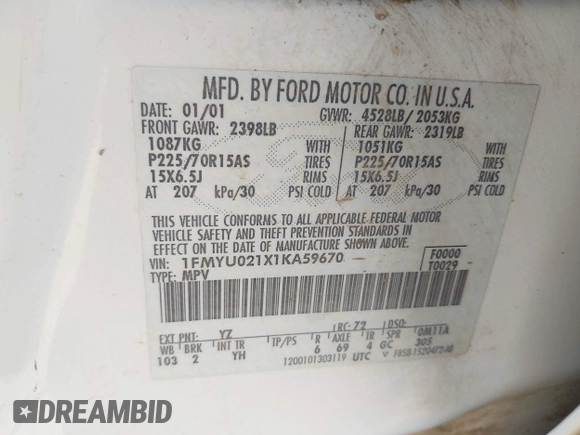 MFD. BY FORD MOTOR CO. IN U.S.A.
DATE: 01/01 GVWR: 4528LB/ 2053KG
FRONT GAWR: 2398LB REAR GAWR: 2319LB
1087KG WITH 1051KG WITH
P225/70R15AS TIRES P225/70R15AS TIRES
15X6.5J RIMS 15X6.5J RIMS
AT 207 kPa/30 PSI COLD AT 207 kPa/30 PSI COLD
THIS VEHICLE CONFORMS TO ALL APPLICABLE FEDERAL MOTOR
VEHICLE SAFETY AND THEFT PREVENTION STANDARDS IN
EFFECT ON THE DATE OF MANUFACTURE SHOWN ABOVE.
VIN: 1FMYU021X1KA59670 F0000
TYPE: MPV T0029
EXT PNT: YZ RC: 72 DSO:
WB BRK INT TR TP/PS R AXLE TR SPR 0M11A
103 2 YH 6 69 4 GC 305
1200101303119 UTC
DREAMBID